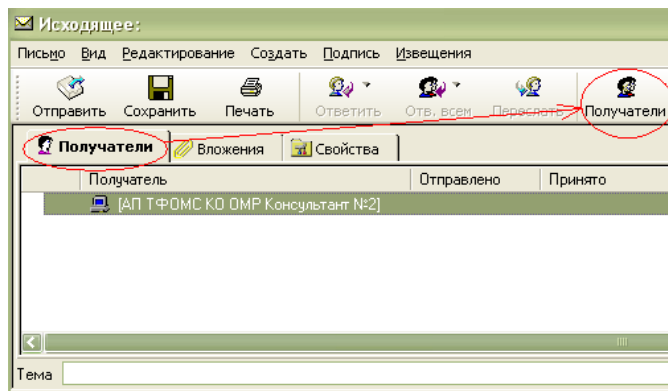 Исходящее:
Письмо Вид Редактирование Создать Подпись Извещения
Отправить Сохранить Печать Ответить Отв. всем Переслать Получатели
Получатели Вложения Свойства
Получатель Отправлено Принято
[АП ТФОМС КО ОМР Консультант №2]
Тема